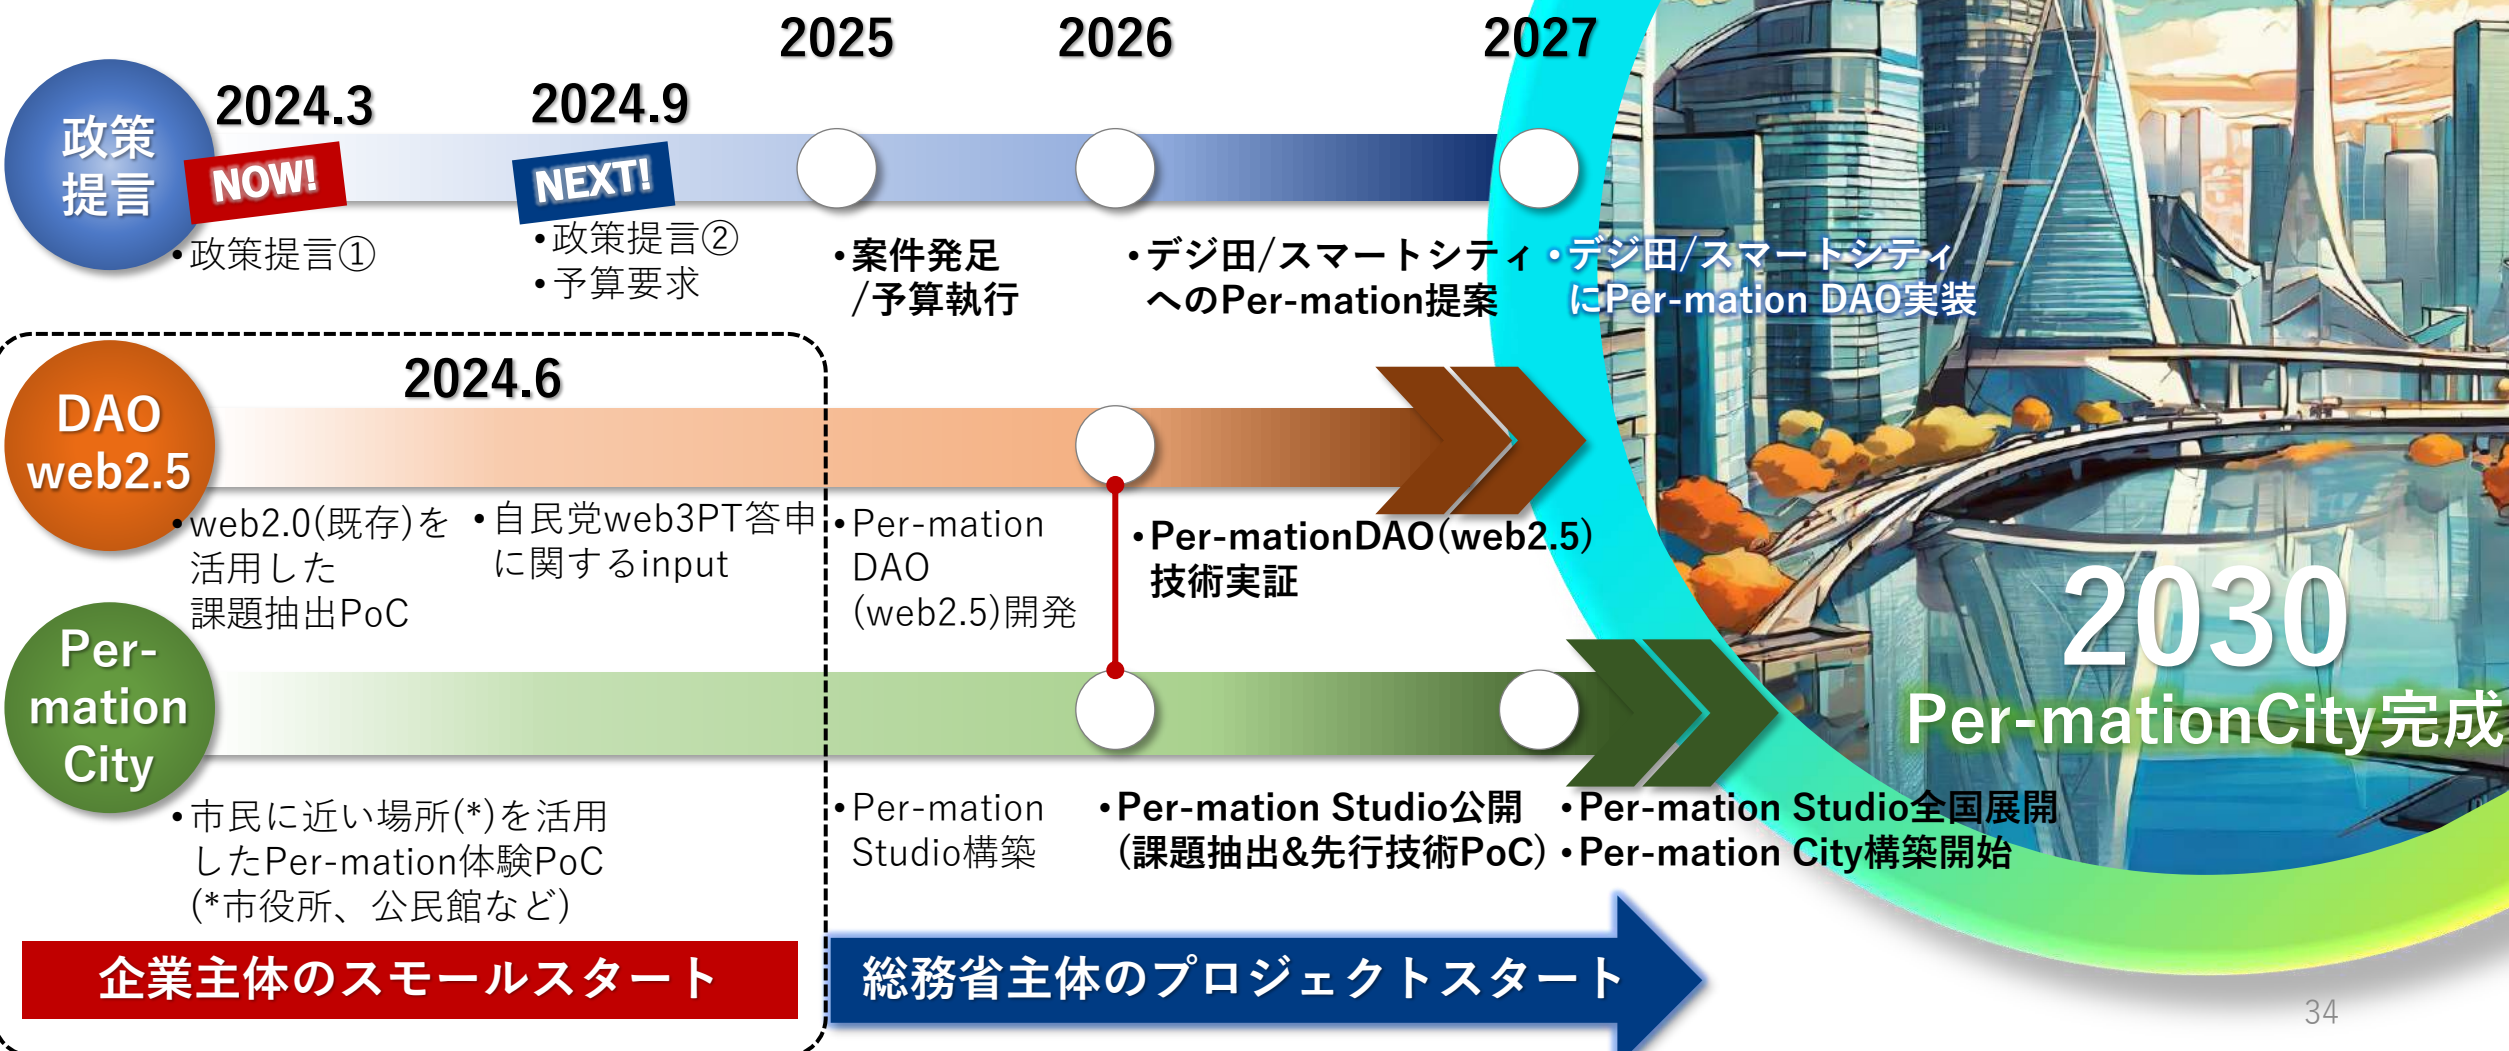 2025
2026
2027
2024.3
2024.9
政策
提言
NOW!
NEXT!
•政策提言①
•政策提言②
•予算要求
•案件発足
/予算執行
•デジ田/スマートシティ
へのPer-mation提案
•デジ田/スマートシティ
にPer-mation DAO実装
2024.6
DAO
web2.5
•web2.0(既存)を
活用した
課題抽出PoC
•自民党web3PT答申
に関するinput
•Per-mation
DAO
(web2.5)開発
•Per-mationDAO(web2.5)
技術実証
2030
Per-mationCity完成
Per-
mation
City
•市民に近い場所(*)を活用
したPer-mation体験PoC
(*市役所、公民館など)
•Per-mation
Studio構築
•Per-mation Studio公開
(課題抽出&先行技術PoC)
•Per-mation Studio全国展開
•Per-mation City構築開始
企業主体のスモールスタート
総務省主体のプロジェクトスタート
34